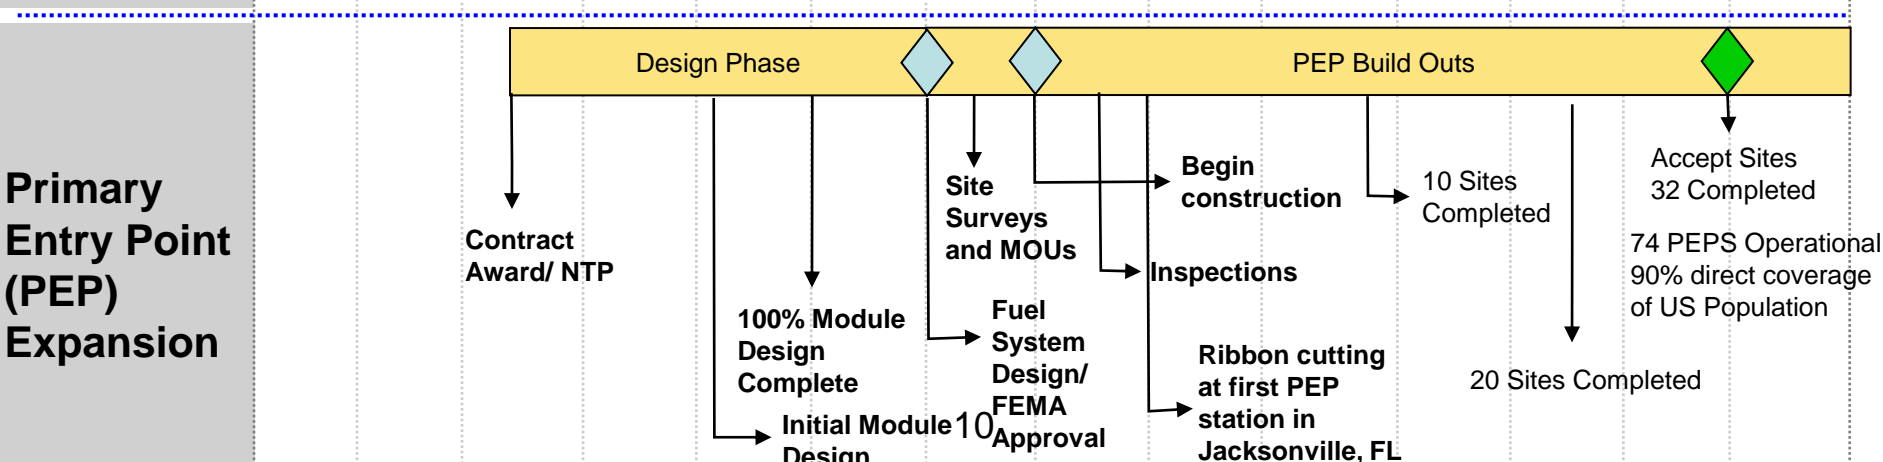 Design Phase
PEP Build Outs
Primary
Entry Point
(PEP)
Expansion
Contract
Award/ NTP
Initial Module
Design
100% Module
Design
Complete
10
Fuel
System
Design/
FEMA
Approval
Site
Surveys
and MOUs
Begin
construction
Inspections
Ribbon cutting
at first PEP
station in
Jacksonville, FL
10 Sites
Completed
20 Sites Completed
Accept Sites
32 Completed
74 PEPS Operational
90% direct coverage
of US Population